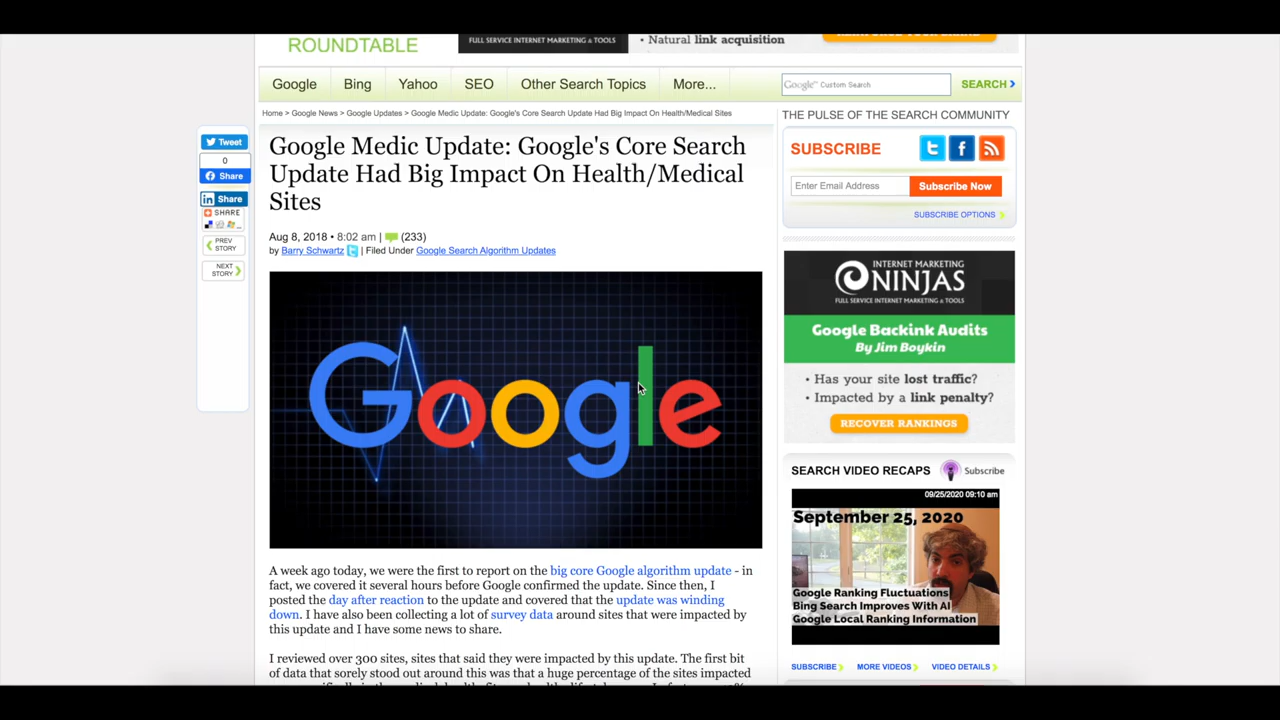 ROUNDTABLE
FULL SERVICE INTERNET MARKETING & TOOLS
• Natural link acquisition
Google
Bing
Yahoo
SEO
Other Search Topics
More...
Google™ Custom Search
SEARCH
Home > Google News > Google Updates > Google Medic Update: Google's Core Search Update Had Big Impact On Health/Medical Sites
Tweet
0
Share
in Share
SHARE
PREV
STORY
NEXT
STORY
Google Medic Update: Google's Core Search
Update Had Big Impact On Health/Medical
Sites
Aug 8, 2018 • 8:02 am | (233)
by Barry Schwartz | Filed Under Google Search Algorithm Updates
Google
A week ago today, we were the first to report on the big core Google algorithm update - in
fact, we covered it several hours before Google confirmed the update. Since then, I
posted the day after reaction to the update and covered that the update was winding
down. I have also been collecting a lot of survey data around sites that were impacted by
this update and I have some news to share.
I reviewed over 300 sites, sites that said they were impacted by this update. The first bit
of data that sorely stood out around this was that a huge percentage of the sites impacted
THE PULSE OF THE SEARCH COMMUNITY
SUBSCRIBE
Enter Email Address
Subscribe Now
SUBSCRIBE OPTIONS
INTERNET MARKETING
NINJAS
FULL SERVICE INTERNET MARKETING & TOOLS
Google Backink Audits
By Jim Boykin
• Has your site lost traffic?
• Impacted by a link penalty?
RECOVER RANKINGS
SEARCH VIDEO RECAPS
Subscribe
09/25/2020 09:10 am
September 25, 2020
Google Ranking Fluctuations
Bing Search Improves With AI
Google Local Ranking Information
SUBSCRIBE
MORE VIDEOS
VIDEO DETAILS